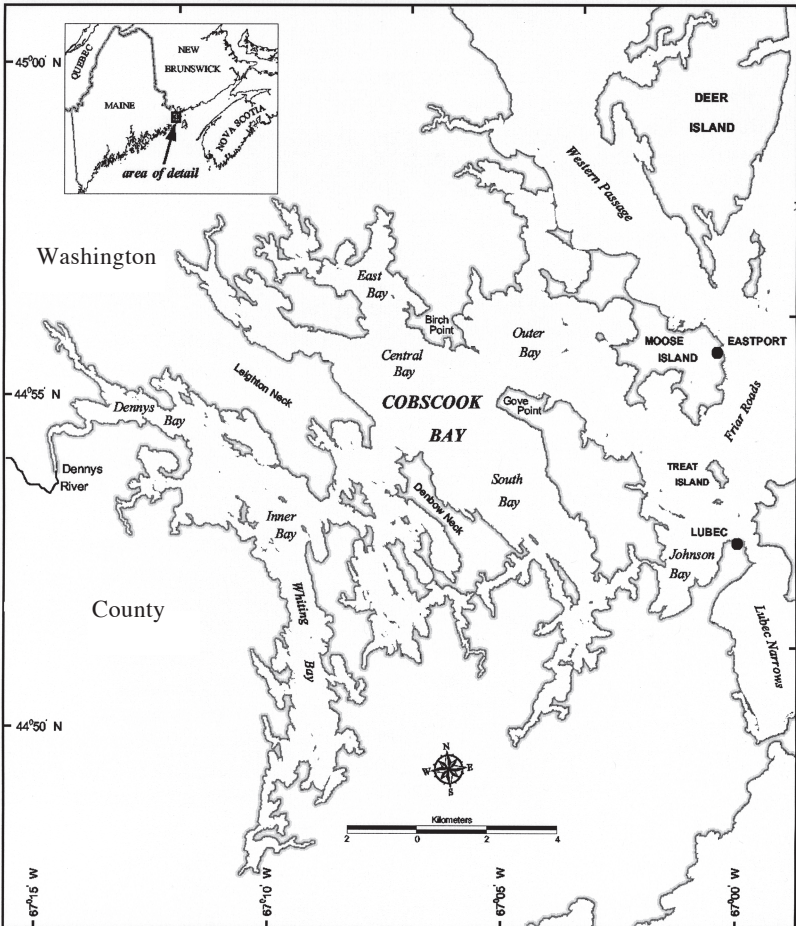 45°00' N
QUEBEC
NEW
BRUNSWICK
MAINE
NOVA SCOTIA
area of detail
DEER
ISLAND
Western Passage
Washington
East
Bay
Birch
Point
Outer
Bay
MOOSE
ISLAND
EASTPORT
Central
Bay
Leighton Neck
44°55' N
COBSCOOK
BAY
Gove
Point
Friar Roads
Dennys
Bay
Dennys
River
TREAT
ISLAND
South
Bay
Denbow Neck
Inner
Bay
LUBEC
Johnson
Bay
County
Whiting
Bay
Lubec Narrows
44°50' N
N
W E
S
Kilometers
2 0 2 4
67°15' W
67°10' W
67°05' W
67°00' W